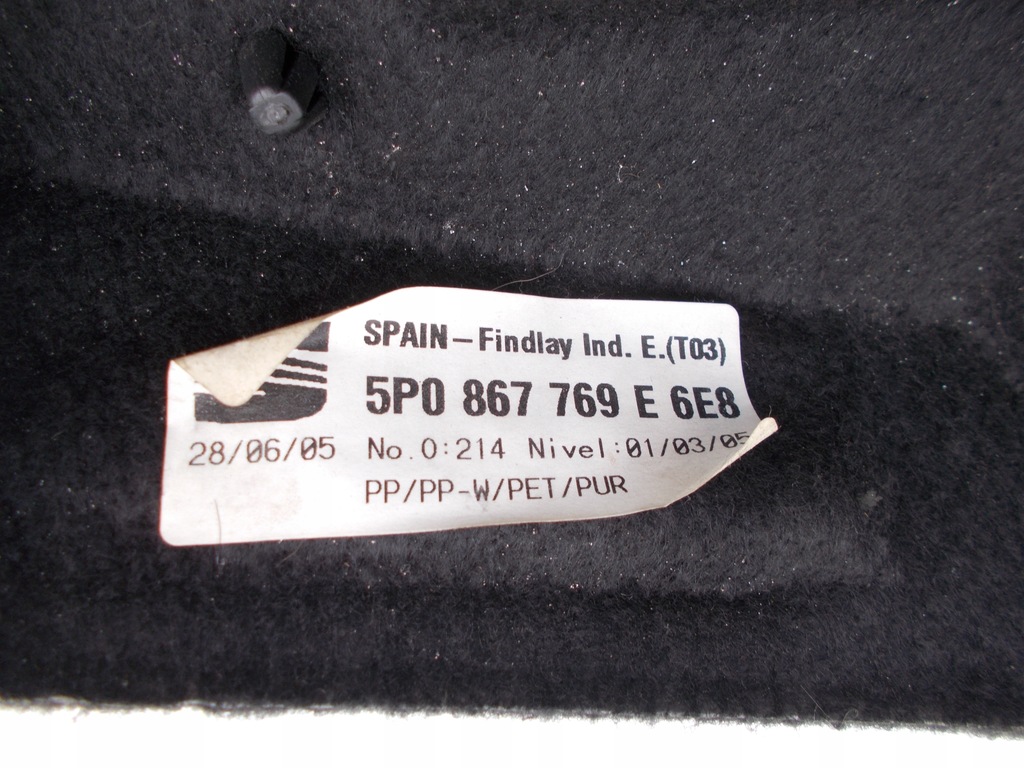 SPAIN-Findlay Ind. E.(T03)
5P0 867 769 E 6E8
28/06/05 No.0:214 Nivel:01/03/05
PP/PP-W/PET/PUR